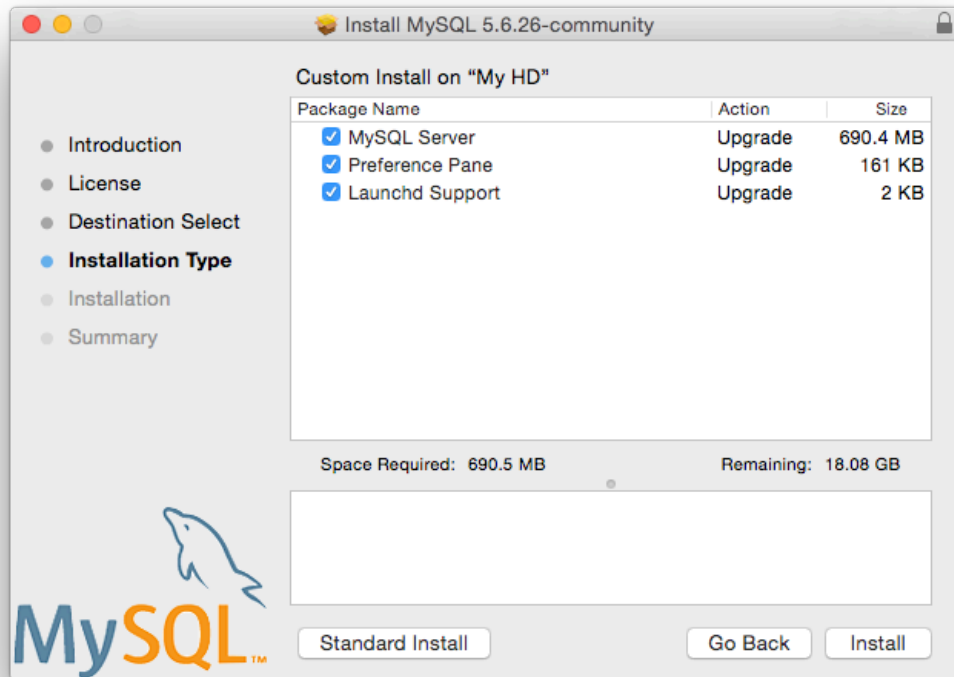 Install MySQL 5.6.26-community
Introduction
License
Destination Select
Installation Type
Installation
Summary
Custom Install on “My HD”
Package Name Action Size
MySQL Server Upgrade 690.4 MB
Preference Pane Upgrade 161 KB
Launchd Support Upgrade 2 KB
Space Required: 690.5 MB Remaining: 18.08 GB
MySQL™
Standard Install Go Back Install